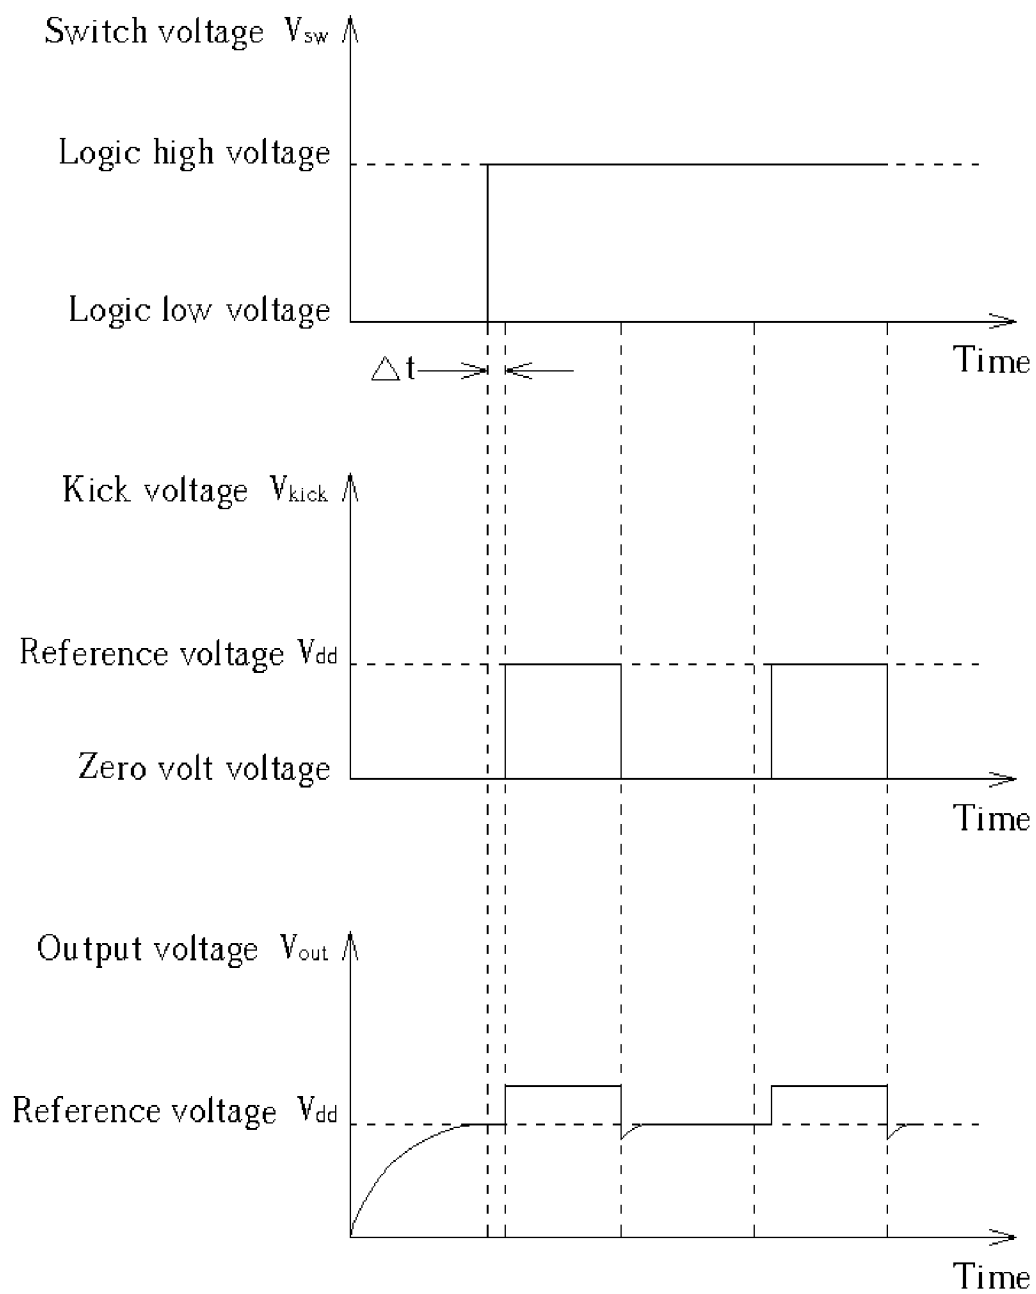 Switch voltage Vsw
Logic high voltage
Logic low voltage
Time
△t
Kick voltage Vkick
Reference voltage Vdd
Zero volt voltage
Time
Output voltage Vout
Reference voltage Vdd
Time